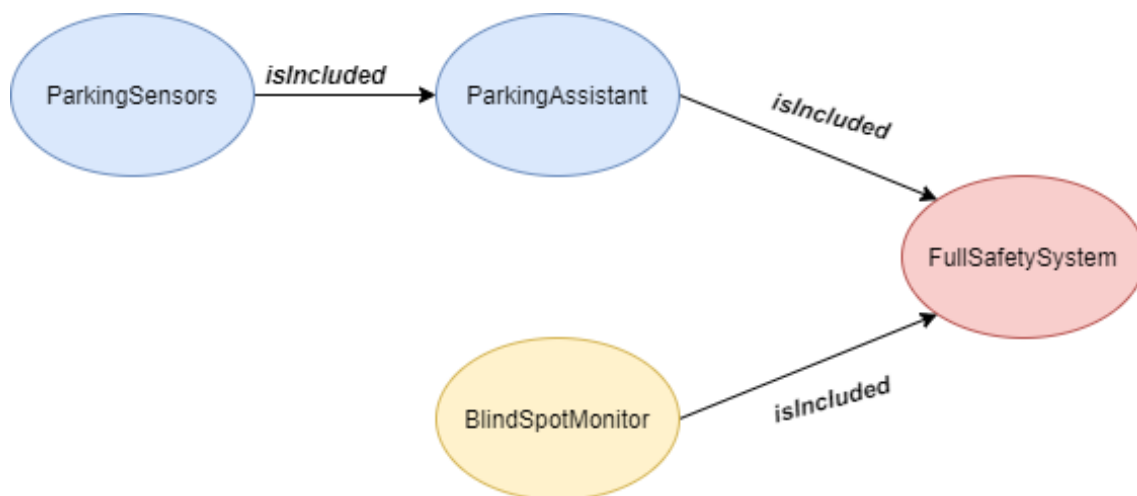 ParkingSensors
isIncluded
ParkingAssistant
isIncluded
FullSafetySystem
BlindSpotMonitor
isIncluded